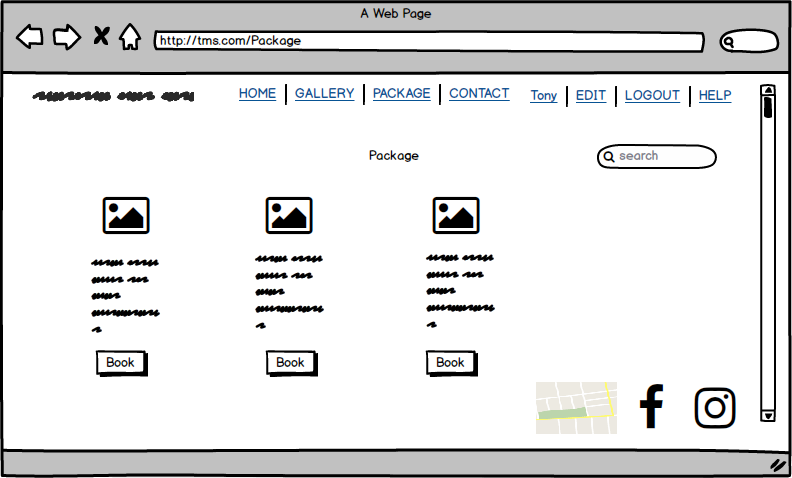 A Web Page
http://tms.com/Package
HOME GALLERY PACKAGE CONTACT Tony EDIT LOGOUT HELP
Package
search
Book Book Book